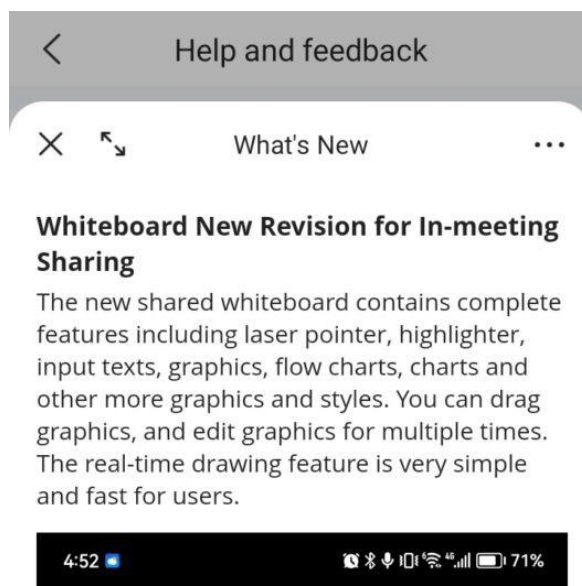 Help and feedback
What's New
Whiteboard New Revision for In-meeting
Sharing
The new shared whiteboard contains complete
features including laser pointer, highlighter,
input texts, graphics, flow charts, charts and
other more graphics and styles. You can drag
graphics, and edit graphics for multiple times.
The real-time drawing feature is very simple
and fast for users.
4:52 71%